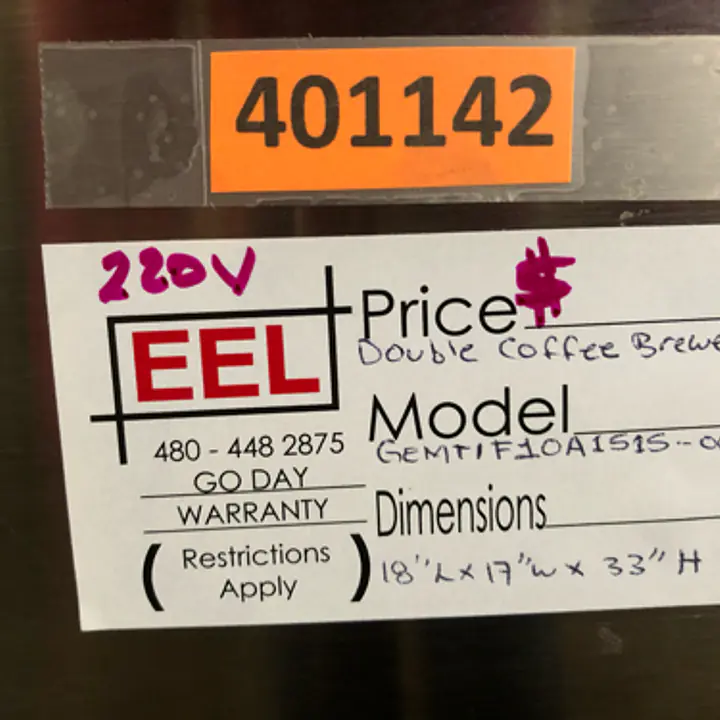 401142
220V
EEL
480 - 448 2875
GO DAY
WARRANTY
( Restrictions
Apply )
Price $
Double Coffee Brewe
Model
GEMTIF10A1515--0
Dimensions
18"L x 17"W x 33" H